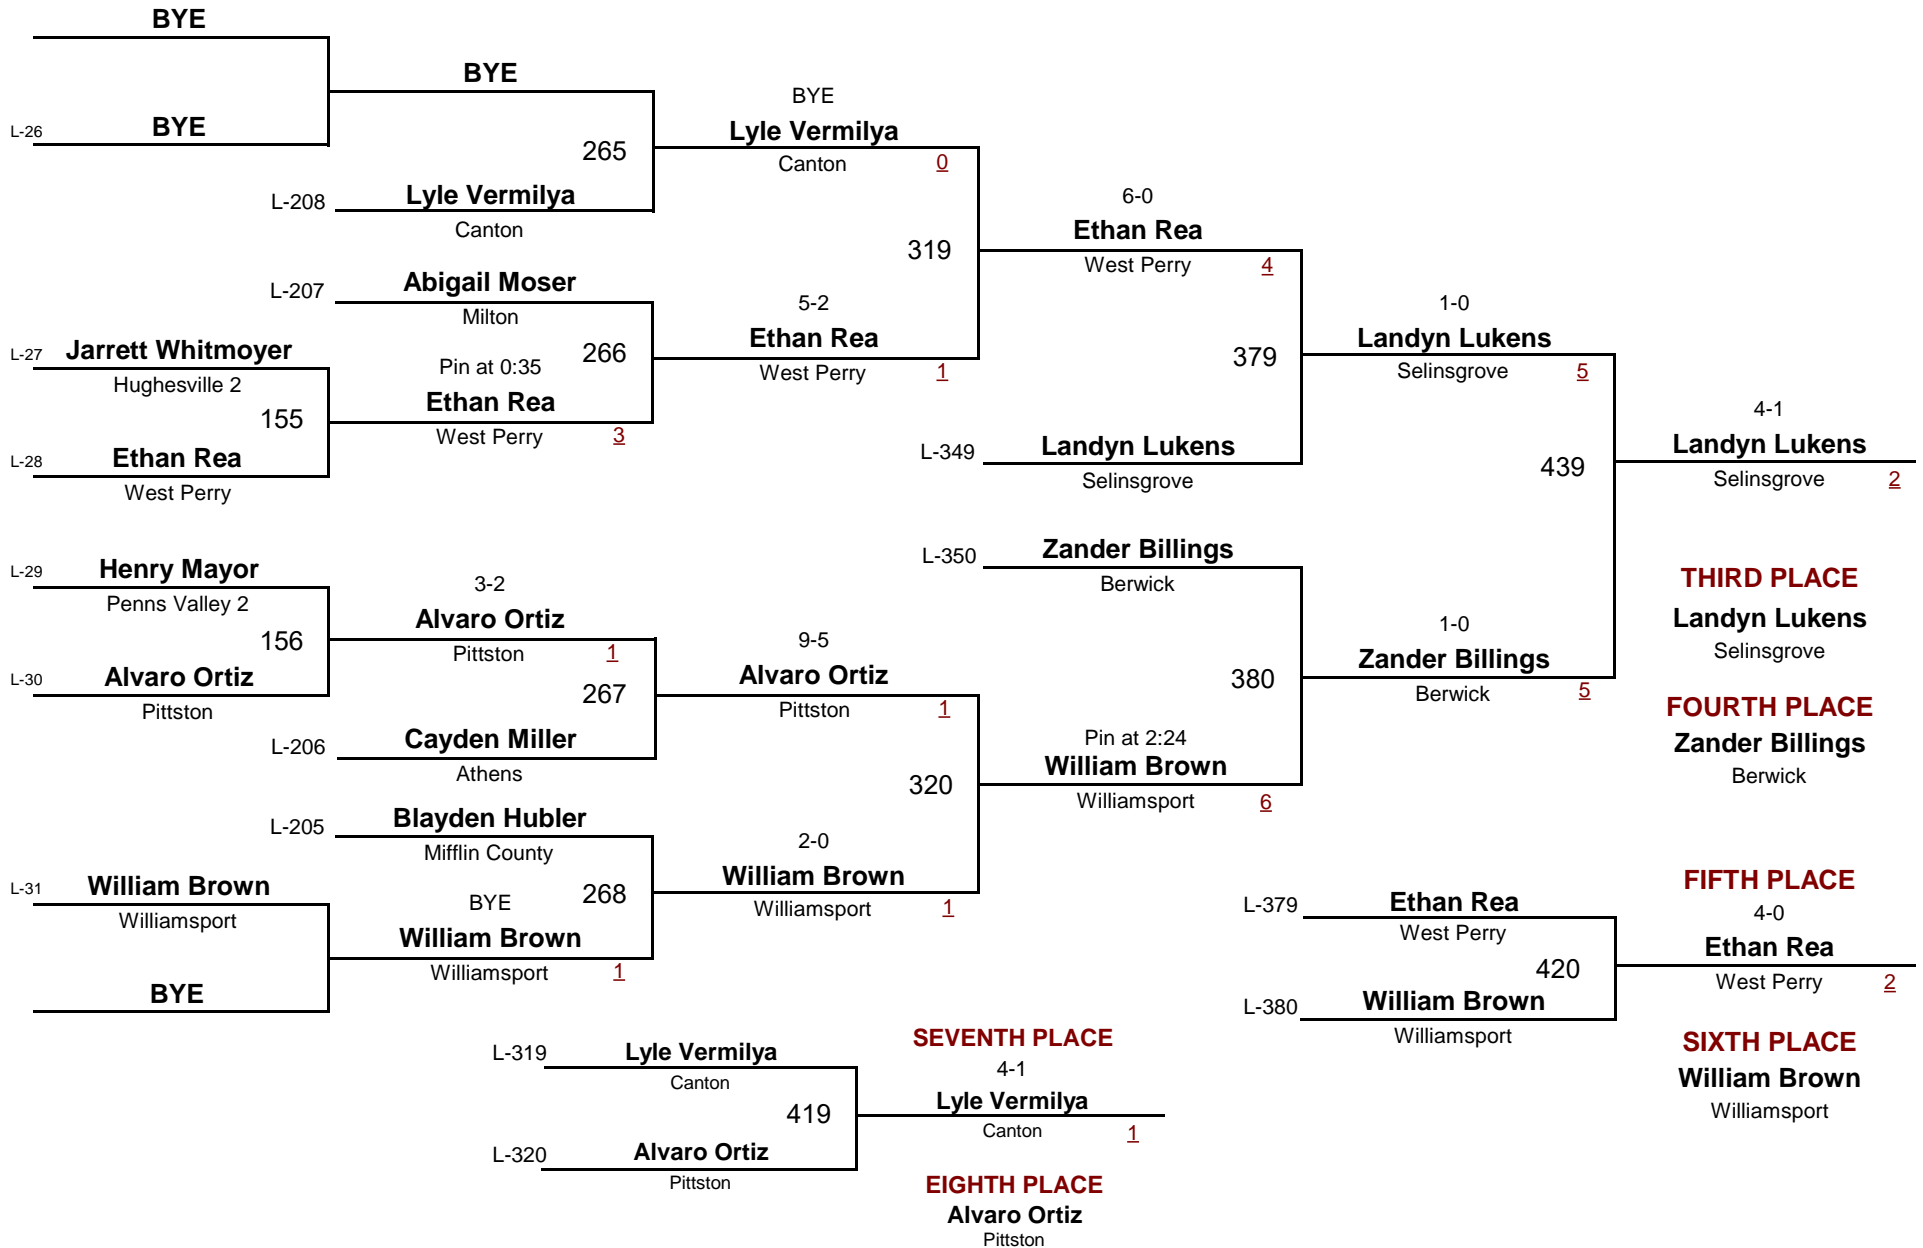 BYE
L-26 BYE
BYE
265
L-208 Lyle Vermilya
Canton
BYE
Lyle Vermilya
Canton 0
L-207 Abigail Moser
Milton
L-27 Jarrett Whitmoyer
Hughesville 2
155
L-28 Ethan Rea
West Perry
Pin at 0:35
Ethan Rea
West Perry 3
266
5-2
Ethan Rea
West Perry 1
319
6-0
Ethan Rea
West Perry 4
379
L-349 Landyn Lukens
Selinsgrove
1-0
Landyn Lukens
Selinsgrove 5
439
4-1
Landyn Lukens
Selinsgrove 2
L-29 Henry Mayor
Penns Valley 2
156
L-30 Alvaro Ortiz
Pittston
3-2
Alvaro Ortiz
Pittston 1
267
L-206 Cayden Miller
Athens
9-5
Alvaro Ortiz
Pittston 1
L-205 Blayden Hubler
Mifflin County
268
L-31 William Brown
Williamsport
BYE
BYE
William Brown
Williamsport 1
2-0
William Brown
Williamsport 1
320
L-350 Zander Billings
Berwick
380
Pin at 2:24
William Brown
Williamsport 6
1-0
Zander Billings
Berwick 5
THIRD PLACE
Landyn Lukens
Selinsgrove
FOURTH PLACE
Zander Billings
Berwick
L-379 Ethan Rea
West Perry
420
L-380 William Brown
Williamsport
FIFTH PLACE
4-0
Ethan Rea
West Perry 2
SIXTH PLACE
William Brown
Williamsport
L-319 Lyle Vermilya
Canton
419
L-320 Alvaro Ortiz
Pittston
SEVENTH PLACE
4-1
Lyle Vermilya
Canton 1
EIGHTH PLACE
Alvaro Ortiz
Pittston